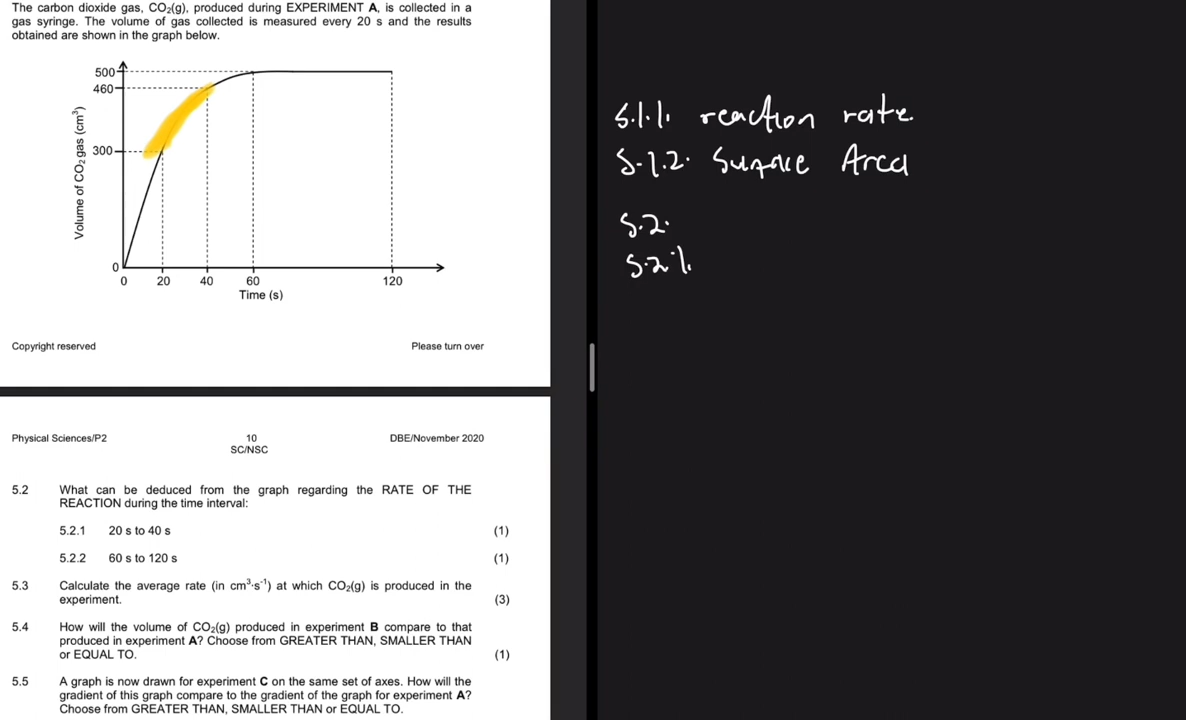 The carbon dioxide gas, CO₂(g), produced during EXPERIMENT A, is collected in a
gas syringe. The volume of gas collected is measured every 20 s and the results
obtained are shown in the graph below.
500
460
300
0
Volume of CO₂ gas (cm³)
0 20 40 60 120
Time (s)
Copyright reserved Please turn over
Physical Sciences/P2 10 DBE/November 2020
SC/NSC
5.2 What can be deduced from the graph regarding the RATE OF THE
REACTION during the time interval:
5.2.1 20 s to 40 s (1)
5.2.2 60 s to 120 s (1)
5.3 Calculate the average rate (in cm³·s⁻¹) at which CO₂(g) is produced in the
experiment. (3)
5.4 How will the volume of CO₂(g) produced in experiment B compare to that
produced in experiment A? Choose from GREATER THAN, SMALLER THAN
or EQUAL TO. (1)
5.5 A graph is now drawn for experiment C on the same set of axes. How will the
gradient of this graph compare to the gradient of the graph for experiment A?
Choose from GREATER THAN, SMALLER THAN or EQUAL TO.
5.1.1. reaction rate.
5.1.2. Surface Area
5.2.
5.2.1.